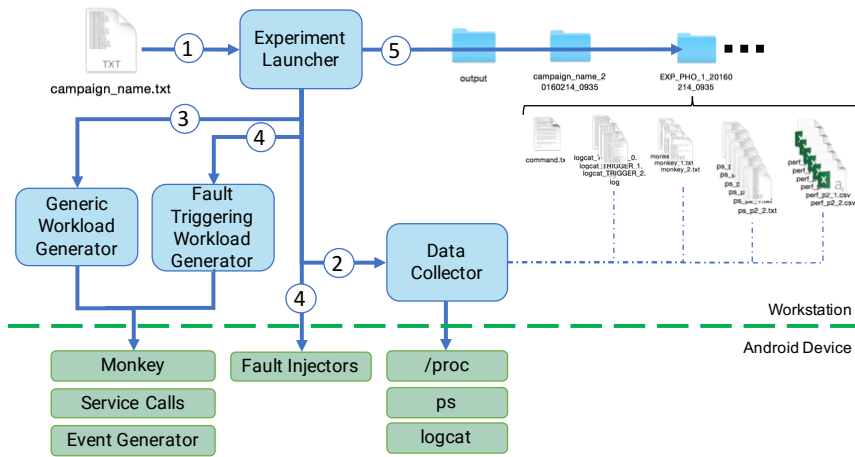 TXT
campaign_name.txt
1
Experiment
Launcher
5
output
campaign_name_2
0160214_0935
EXP_PHO_1_20160
214_0935
3
4
command.tx
logcat_TRIGGER_1.
logcat_TRIGGER_2.
log
monkey_1.txt
monkey_2.txt
ps_p2_2.txt
perf_p2_1.csv
perf_p2_2.csv
Generic
Workload
Generator
Fault
Triggering
Workload
Generator
2
Data
Collector
4
Workstation
Android Device
Monkey
Service Calls
Event Generator
Fault Injectors
/proc
ps
logcat